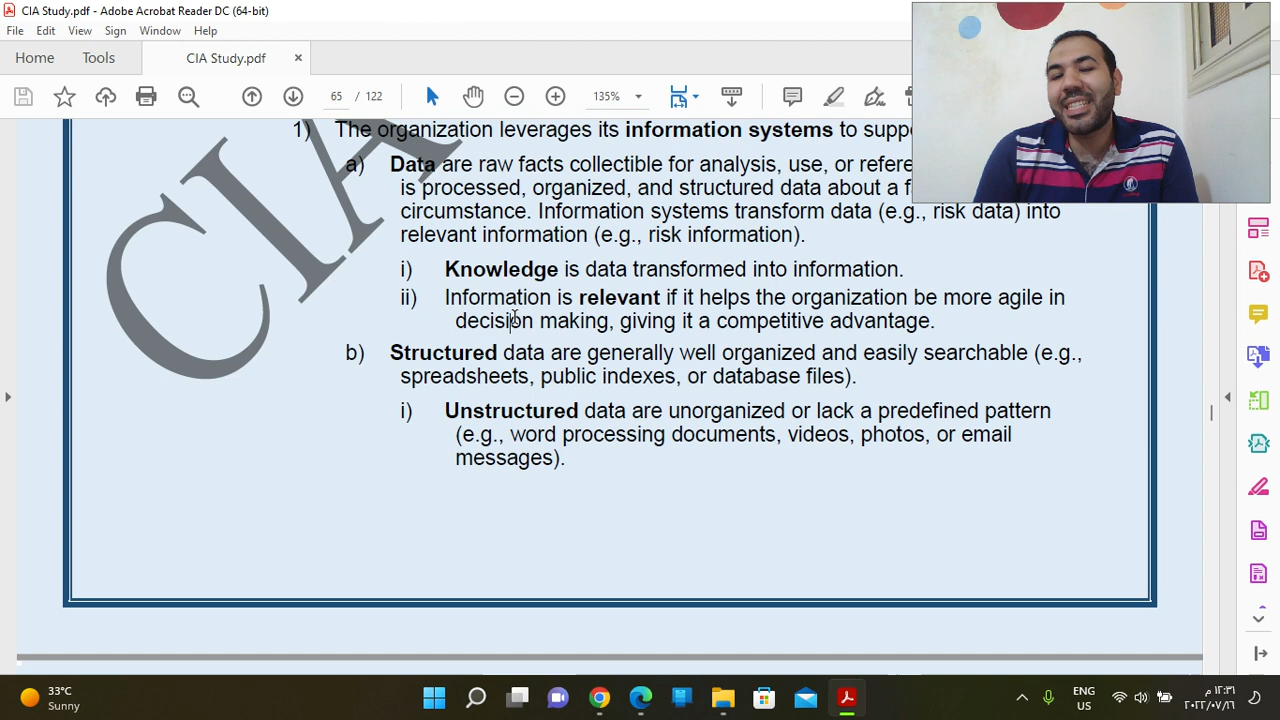 CIA Study.pdf - Adobe Acrobat Reader DC (64-bit)
File Edit View Sign Window Help
Home Tools CIA Study.pdf ×
65 / 122 135%
1) The organization leverages its information systems to
a) Data are raw facts collectible for analysis, use, or
is processed, organized, and structured data about a
circumstance. Information systems transform data (e.g., risk data) into
relevant information (e.g., risk information).
i) Knowledge is data transformed into information.
ii) Information is relevant if it helps the organization be more agile in
decision making, giving it a competitive advantage.
b) Structured data are generally well organized and easily searchable (e.g.,
spreadsheets, public indexes, or database files).
i) Unstructured data are unorganized or lack a predefined pattern
(e.g., word processing documents, videos, photos, or email
messages).
CIA
33°C
Sunny
ENG
US
١٢:٣١ م
٢٠٢٢/٠٧/١٦